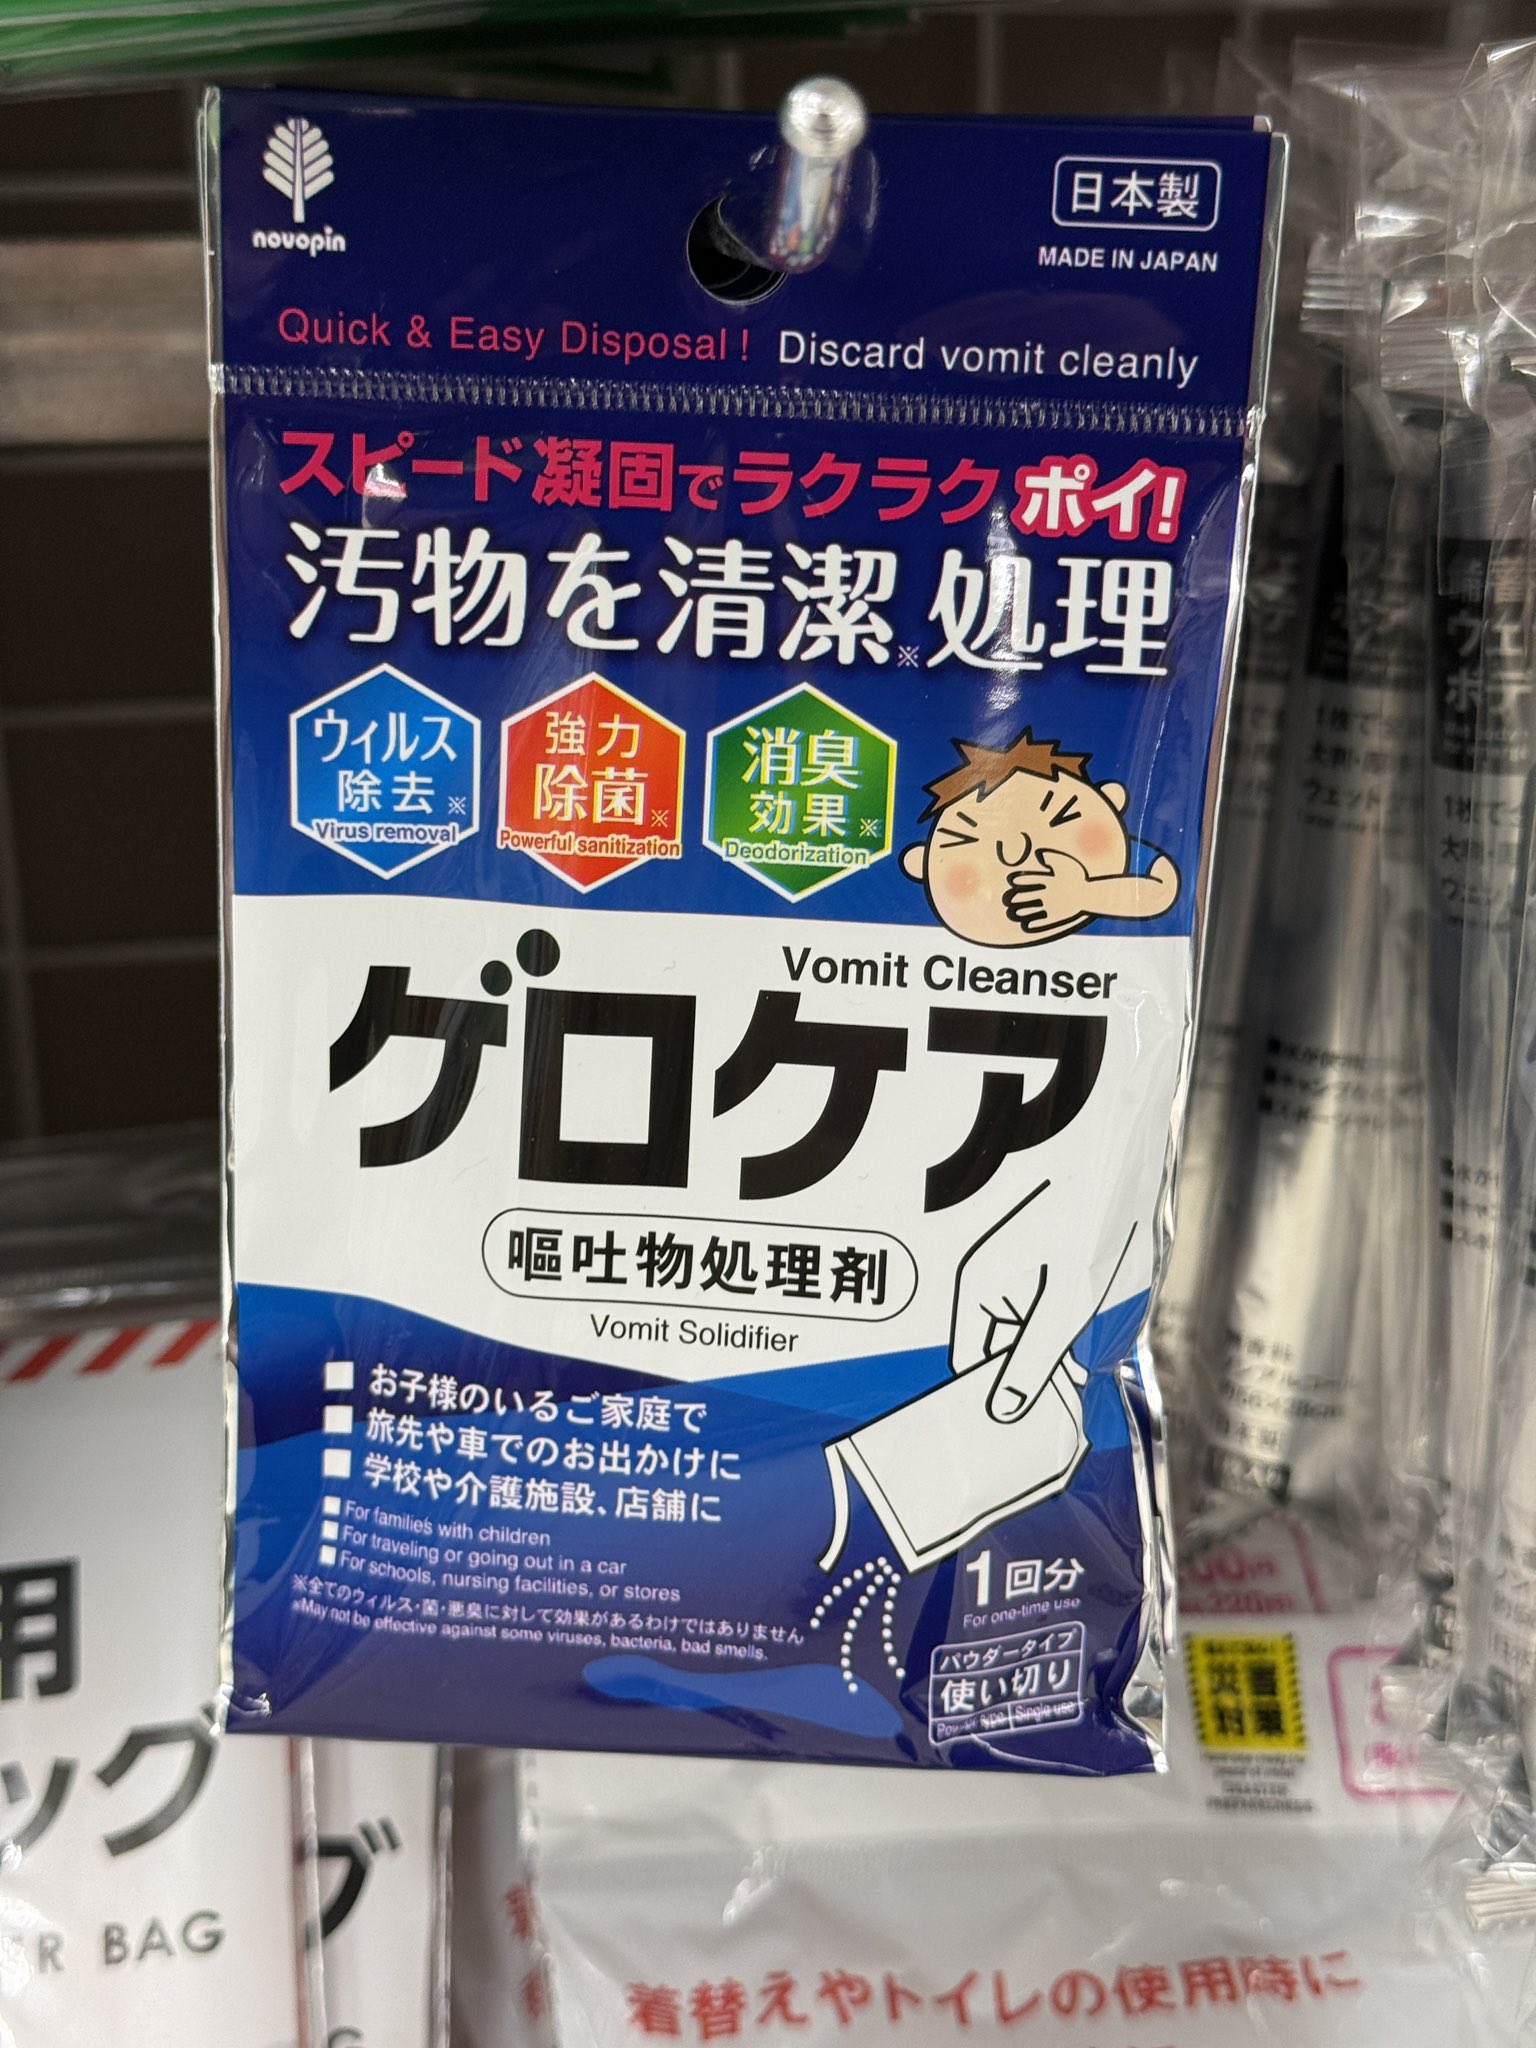 novopin
日本製
MADE IN JAPAN
Quick & Easy Disposal! Discard vomit cleanly
スピード凝固でラクラクポイ!
汚物を清潔※処理
ウィルス
除去※
Virus removal
強力
除菌※
Powerful sanitization
消臭
効果※
Deodorization
Vomit Cleanser
ゲロケア
嘔吐物処理剤
Vomit Solidifier
■ お子様のいるご家庭で
■ 旅先や車でのお出かけに
■ 学校や介護施設、店舗に
■ For families with children
■ For traveling or going out in a car
■ For schools, nursing facilities, or stores
※全てのウィルス・菌・悪臭に対して効果があるわけではありません
※May not be effective against some viruses, bacteria, bad smells.
1回分
For one-time use
パウダータイプ
使い切り
Powder type Single use
用
ッグ
ER BAG
グ
災害
対策
着替えやトイレの使用時に